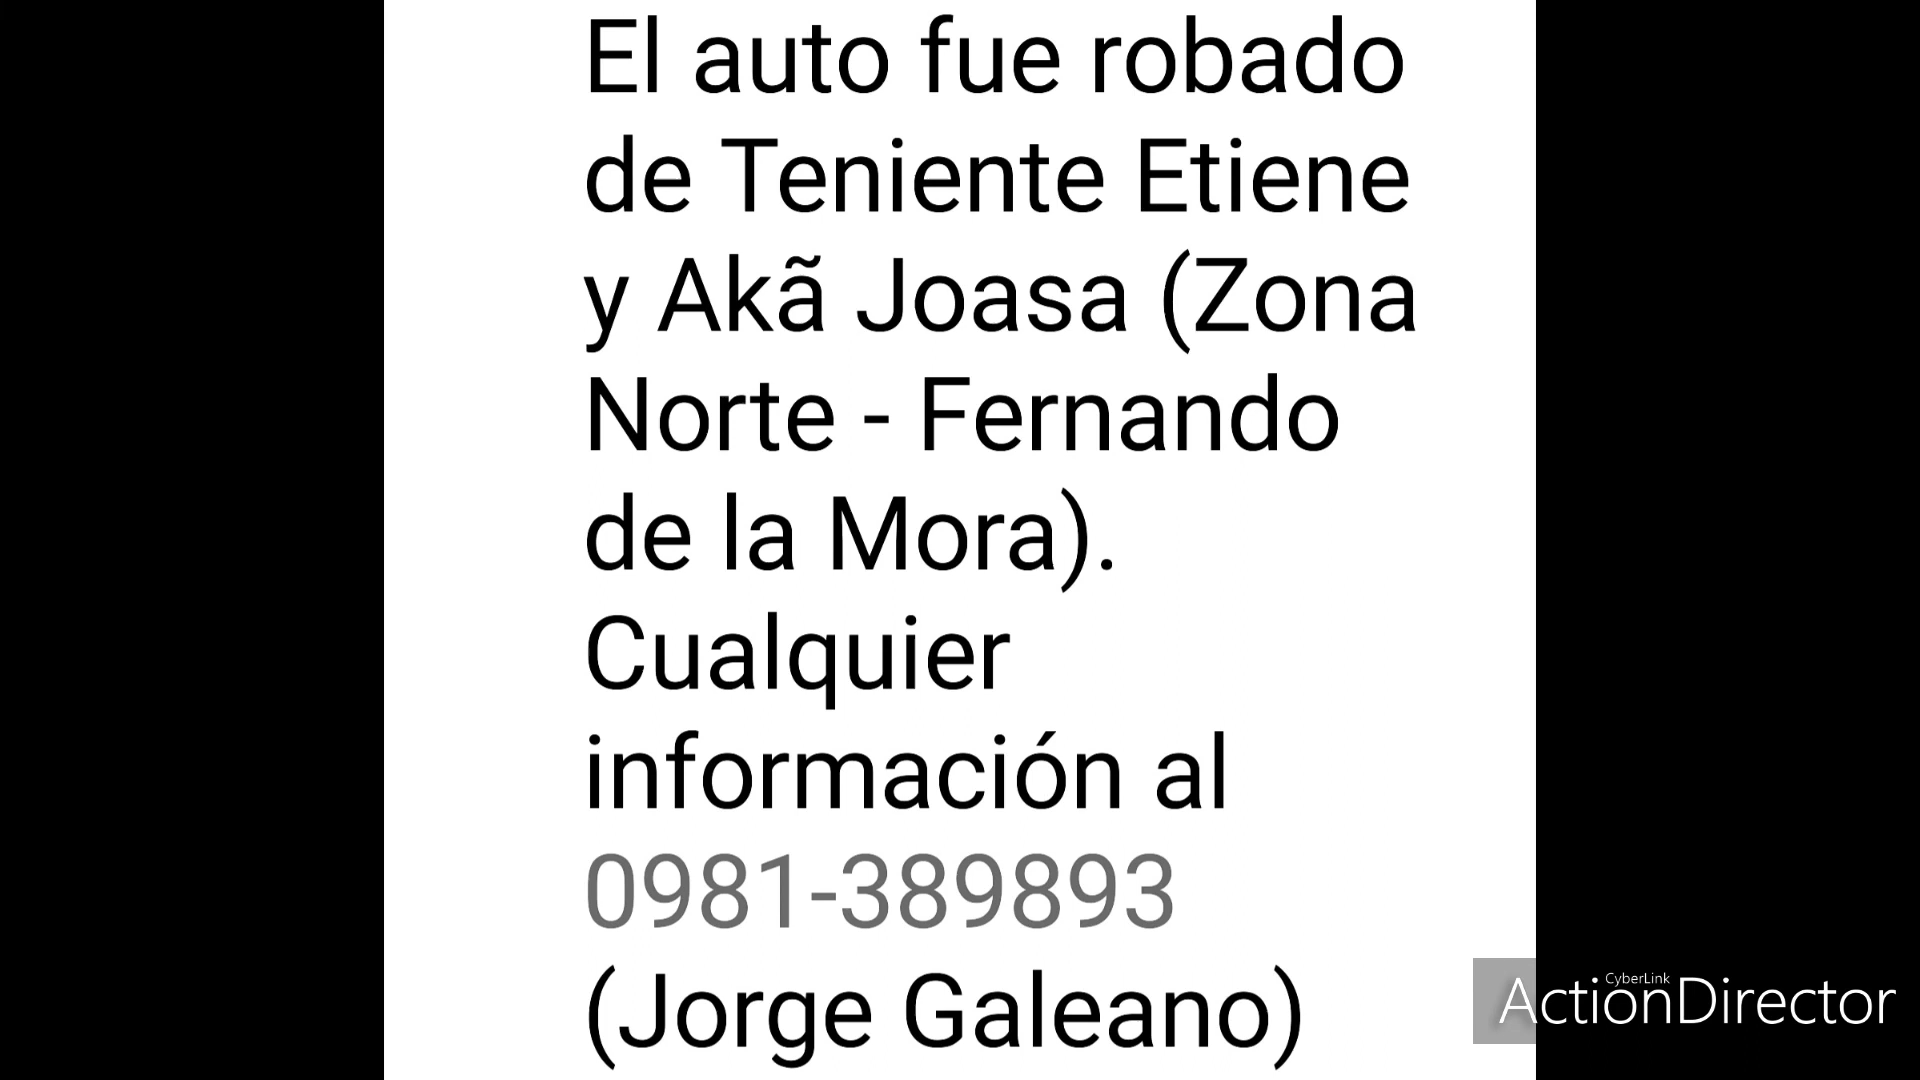 El auto fue robado
de Teniente Etiene
y Akã Joasa (Zona
Norte - Fernando
de la Mora).
Cualquier
información al
0981-389893
(Jorge Galeano)
CyberLink
ActionDirector